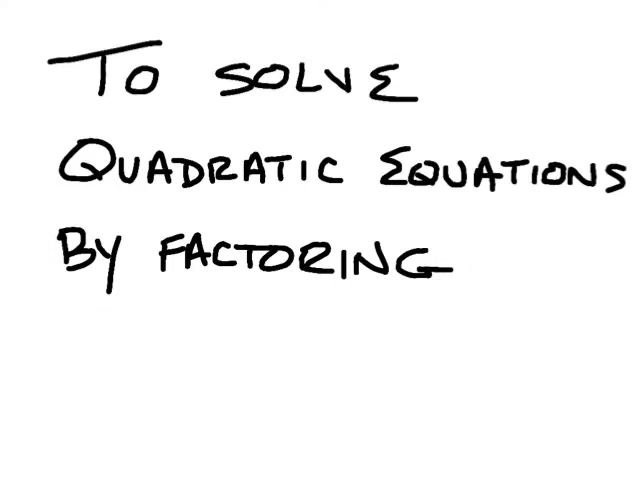 TO SOLVE
QUADRATIC EQUATIONS
BY FACTORING